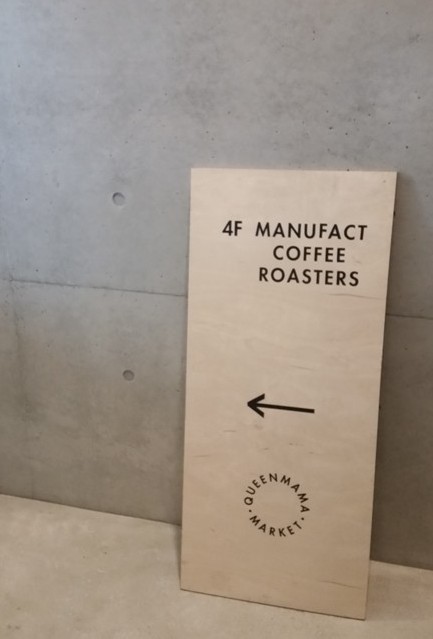 4F MANUFACT
COFFEE
ROASTERS
QUEENMAMA
MARKET